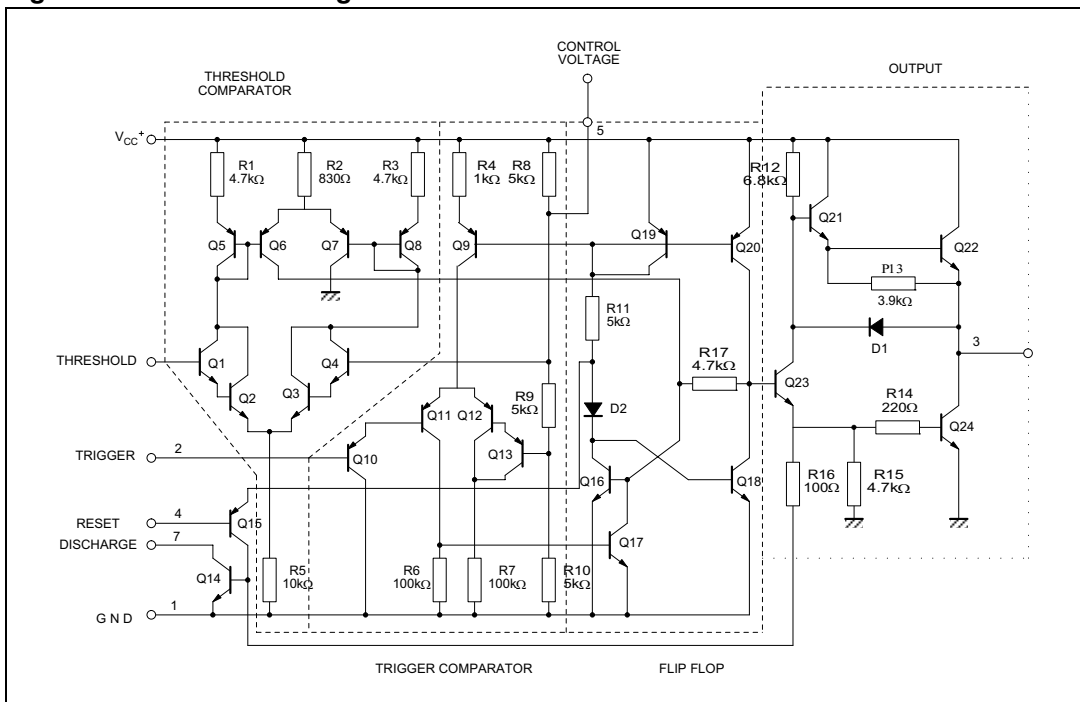 CONTROL
VOLTAGE
OUTPUT
THRESHOLD
COMPARATOR
5
VCC+
R1
4.7kΩ
R2
830Ω
R3
4.7kΩ
R4
1kΩ
R8
5kΩ
R12
6.8kΩ
Q5
Q6
Q7
Q8
Q9
Q19
Q20
Q21
Q22
P13
3.9kΩ
R11
5kΩ
D1
3
THRESHOLD
Q1
Q2
Q3
Q4
R17
4.7kΩ
Q23
R9
5kΩ
D2
R14
220Ω
Q11
Q12
Q13
Q24
TRIGGER
2
Q10
Q16
Q18
R16
100Ω
R15
4.7kΩ
RESET
4
Q15
DISCHARGE
7
Q17
Q14
R5
10kΩ
R6
100kΩ
R7
100kΩ
R10
5kΩ
GND
1
TRIGGER COMPARATOR
FLIP FLOP